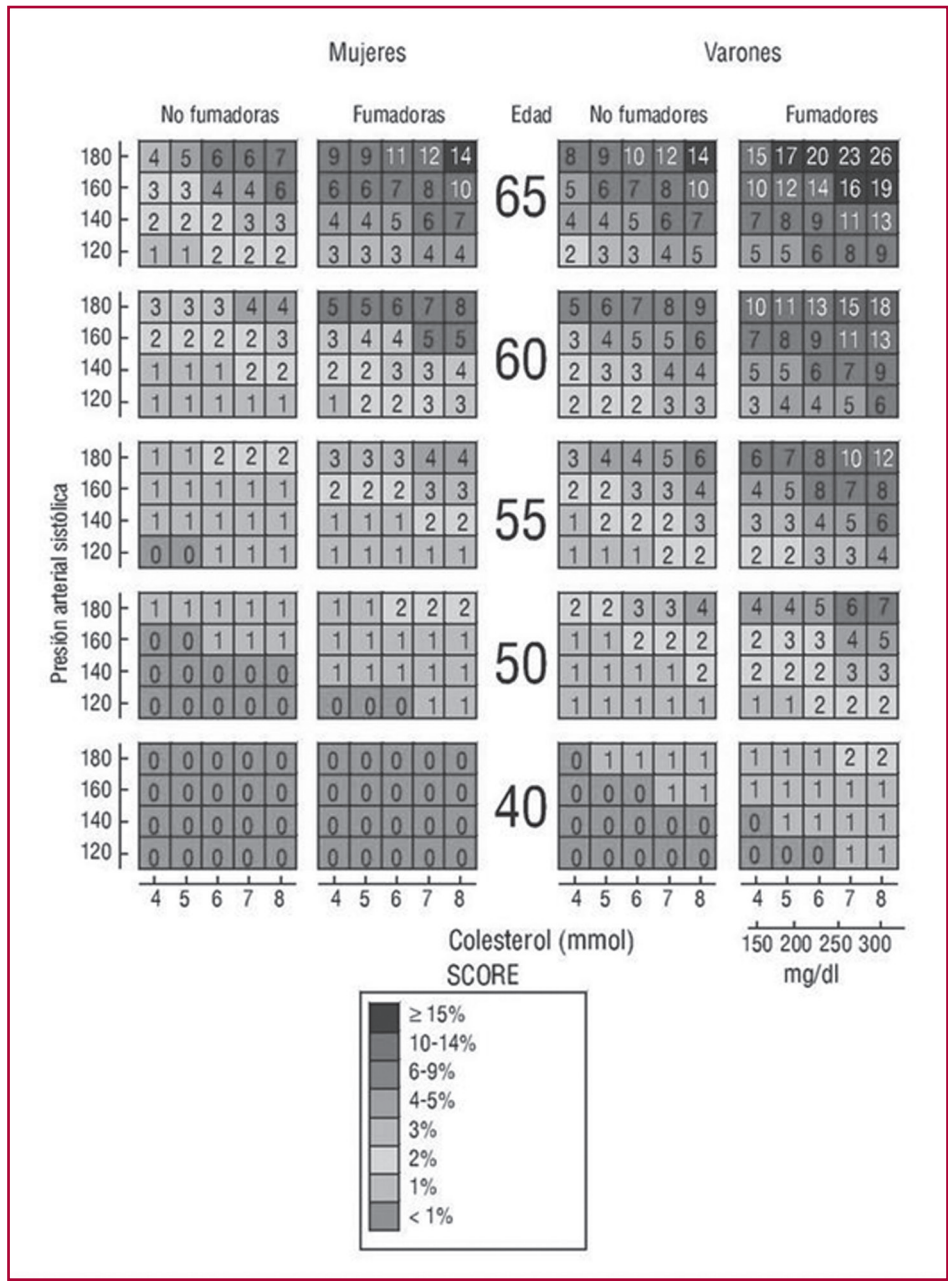 Mujeres Varones
No fumadoras Fumadoras Edad No fumadores Fumadores
180 4 5 6 6 7 9 9 11 12 14 8 9 10 12 14 15 17 20 23 26
160 3 3 4 4 6 6 6 7 8 10 65 5 6 7 8 10 10 12 14 16 19
140 2 2 2 3 3 4 4 5 6 7 4 4 5 6 7 7 8 9 11 13
120 1 1 2 2 2 3 3 3 4 4 2 3 3 4 5 5 5 6 8 9
180 3 3 3 4 4 5 5 6 7 8 5 6 7 8 9 10 11 13 15 18
160 2 2 2 2 3 3 4 4 5 5 60 3 4 5 5 6 7 8 9 11 13
140 1 1 1 2 2 2 2 3 3 4 2 3 3 4 4 5 5 6 7 9
120 1 1 1 1 1 1 2 2 3 3 2 2 2 3 3 3 4 4 5 6
180 1 1 2 2 2 3 3 3 4 4 3 4 4 5 6 6 7 8 10 12
160 1 1 1 1 1 2 2 2 3 3 55 2 2 3 3 4 4 5 8 7 8
140 1 1 1 1 1 1 1 1 2 2 1 2 2 2 3 3 3 4 5 6
120 0 0 1 1 1 1 1 1 1 1 1 1 1 2 2 2 2 3 3 4
Presión arterial sistólica
180 1 1 1 1 1 1 1 2 2 2 2 2 3 3 4 4 4 5 6 7
160 0 0 1 1 1 1 1 1 1 1 50 1 1 2 2 2 2 3 3 4 5
140 0 0 0 0 0 1 1 1 1 1 1 1 1 1 2 2 2 2 3 3
120 0 0 0 0 0 0 0 0 1 1 1 1 1 1 1 1 1 2 2 2
180 0 0 0 0 0 0 0 0 0 0 0 1 1 1 1 1 1 1 2 2
160 0 0 0 0 0 0 0 0 0 0 40 0 0 0 1 1 1 1 1 1 1
140 0 0 0 0 0 0 0 0 0 0 0 0 0 0 0 0 1 1 1 1
120 0 0 0 0 0 0 0 0 0 0 0 0 0 0 0 0 0 0 1 1
4 5 6 7 8 4 5 6 7 8 4 5 6 7 8 4 5 6 7 8
Colesterol (mmol) 150 200 250 300
SCORE mg/dl
≥ 15%
10-14%
6-9%
4-5%
3%
2%
1%
< 1%